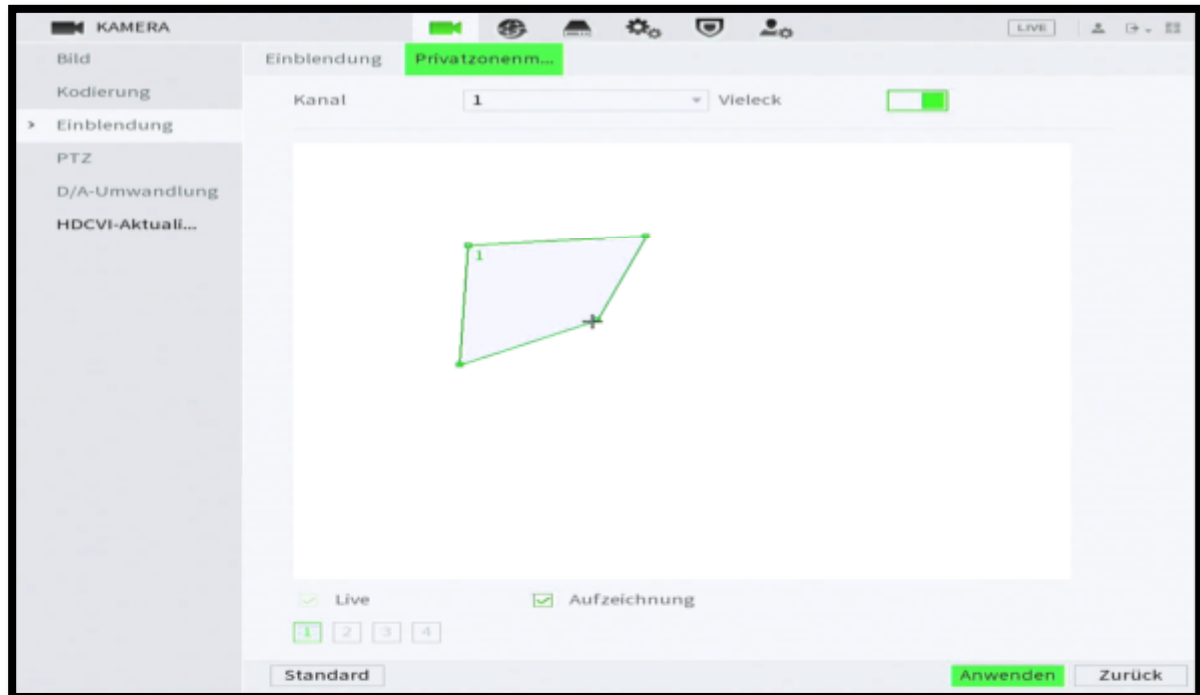 KAMERA
LIVE
Bild
Kodierung
Einblendung
PTZ
D/A-Umwandlung
HDCVI-Aktuali...
Einblendung Privatzonenm...
Kanal 1 Vieleck
1
Live Aufzeichnung
1 2 3 4
Standard Anwenden Zurück